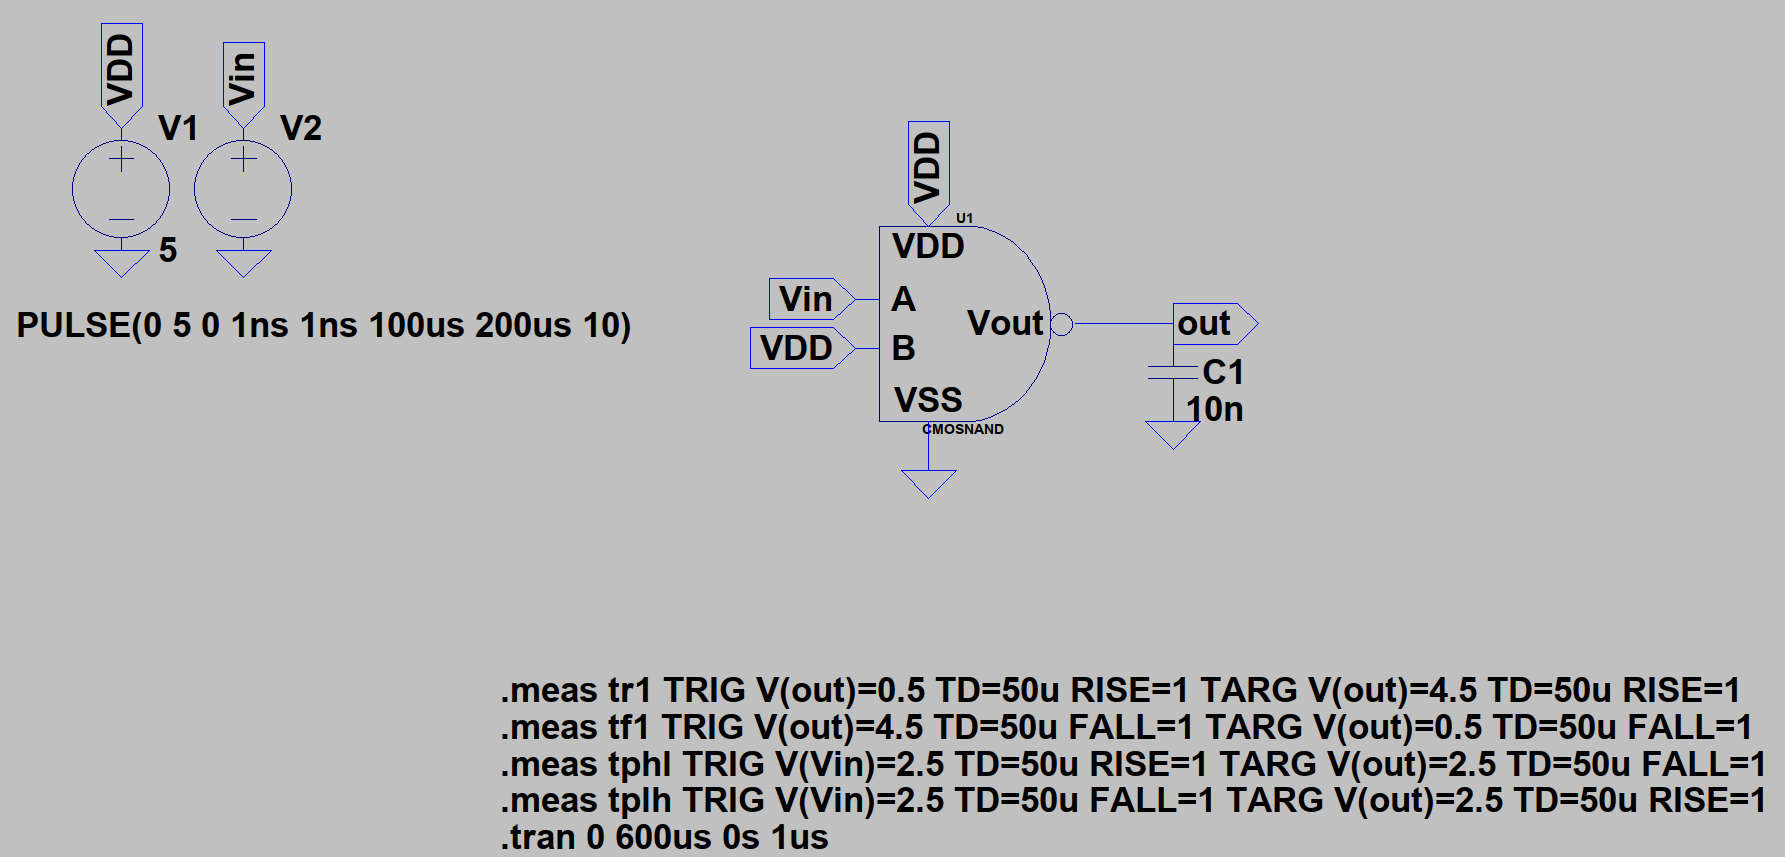 VDD
Vin
V1
V2
5
PULSE(0 5 0 1ns 1ns 100us 200us 10)
VDD
U1
VDD
Vin
A
Vout
out
VDD
B
C1
VSS
10n
CMOSNAND
.meas tr1 TRIG V(out)=0.5 TD=50u RISE=1 TARG V(out)=4.5 TD=50u RISE=1
.meas tf1 TRIG V(out)=4.5 TD=50u FALL=1 TARG V(out)=0.5 TD=50u FALL=1
.meas tphl TRIG V(Vin)=2.5 TD=50u RISE=1 TARG V(out)=2.5 TD=50u FALL=1
.meas tplh TRIG V(Vin)=2.5 TD=50u FALL=1 TARG V(out)=2.5 TD=50u RISE=1
.tran 0 600us 0s 1us